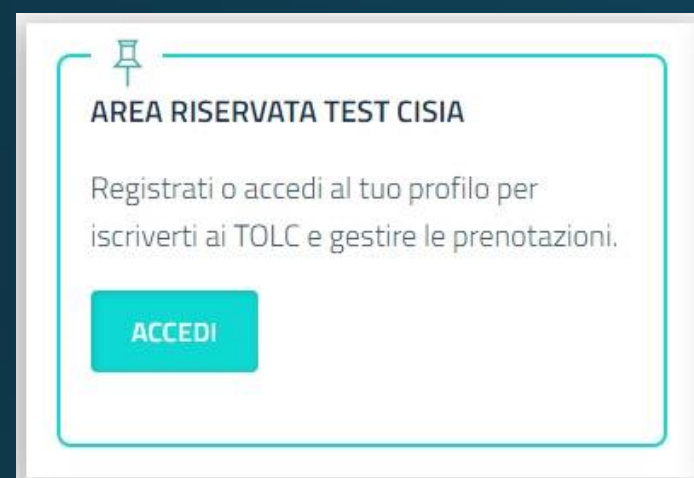 AREA RISERVATA TEST CISIA
Registrati o accedi al tuo profilo per
iscriverti ai TOLC e gestire le prenotazioni.
ACCEDI